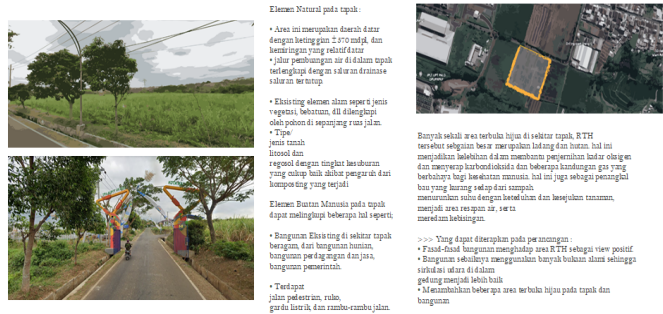 Elemen Natural pada tapak :
• Area ini merupakan daerah datar
dengan ketinggian ± 370 mdpl, dan
kemiringan yang relatif datar
• jalur pembuangan air di dalam tapak
terlengkapi dengan saluran drainase
saluran tertutup.
• Eksisting elemen alam seperti jenis
vegetasi, bebatuan, dll dilengkapi
oleh pohon di sepanjang ruas jalan.
• Tipe/
jenis tanah
litosol dan
regosol dengan tingkat kesuburan
yang cukup baik akibat pengaruh dari
komposting yang terjadi
Elemen Buatan Manusia pada tapak
dapat melingkupi beberapa hal seperti;
• Bangunan Eksisting di sekitar tapak
beragam, dari bangunan hunian,
bangunan perdagangan dan jasa,
bangunan pemerintah.
• Terdapat
jalan pedestrian, ruko,
gardu listrik, dan rambu-rambu jalan.
Banyak sekali area terbuka hijau di sekitar tapak, RTH
tersebut sebgaian besar merupakan ladang dan hutan. hal ini
menjadikan kelebihan dalam membantu penjernihan kadar oksigen
dan menyerap karbondioksida dan beberapa kandungan gas yang
berbahaya bagi kesehatan manusia. hal ini juga sebagai penangkal
bau yang kurang sedap dari sampah
menurunkan suhu dengan keteduhan dan kesejukan tanaman,
menjadi area resapan air, serta
meredam kebisingan.
>>> Yang dapat diterapkan pada perancangan :
• Fasad-fasad bangunan menghadap area RTH sebagai view positif.
• Bangunan sebaiknya menggunakan banyak bukaan alami sehingga
sirkulasi udara di dalam
gedung menjadi lebih baik
• Menambahkan beberapa area terbuka hijau pada tapak dan
bangunan